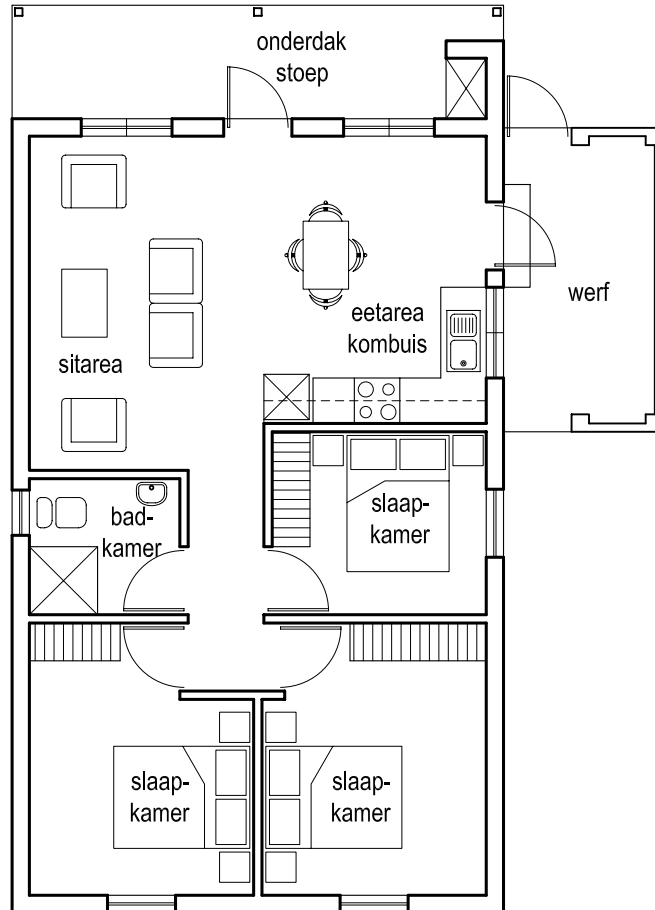 onderdak
stoep
werf
eetarea
kombuis
sitarea
slaap-
kamer
bad-
kamer
slaap-
kamer
slaap-
kamer